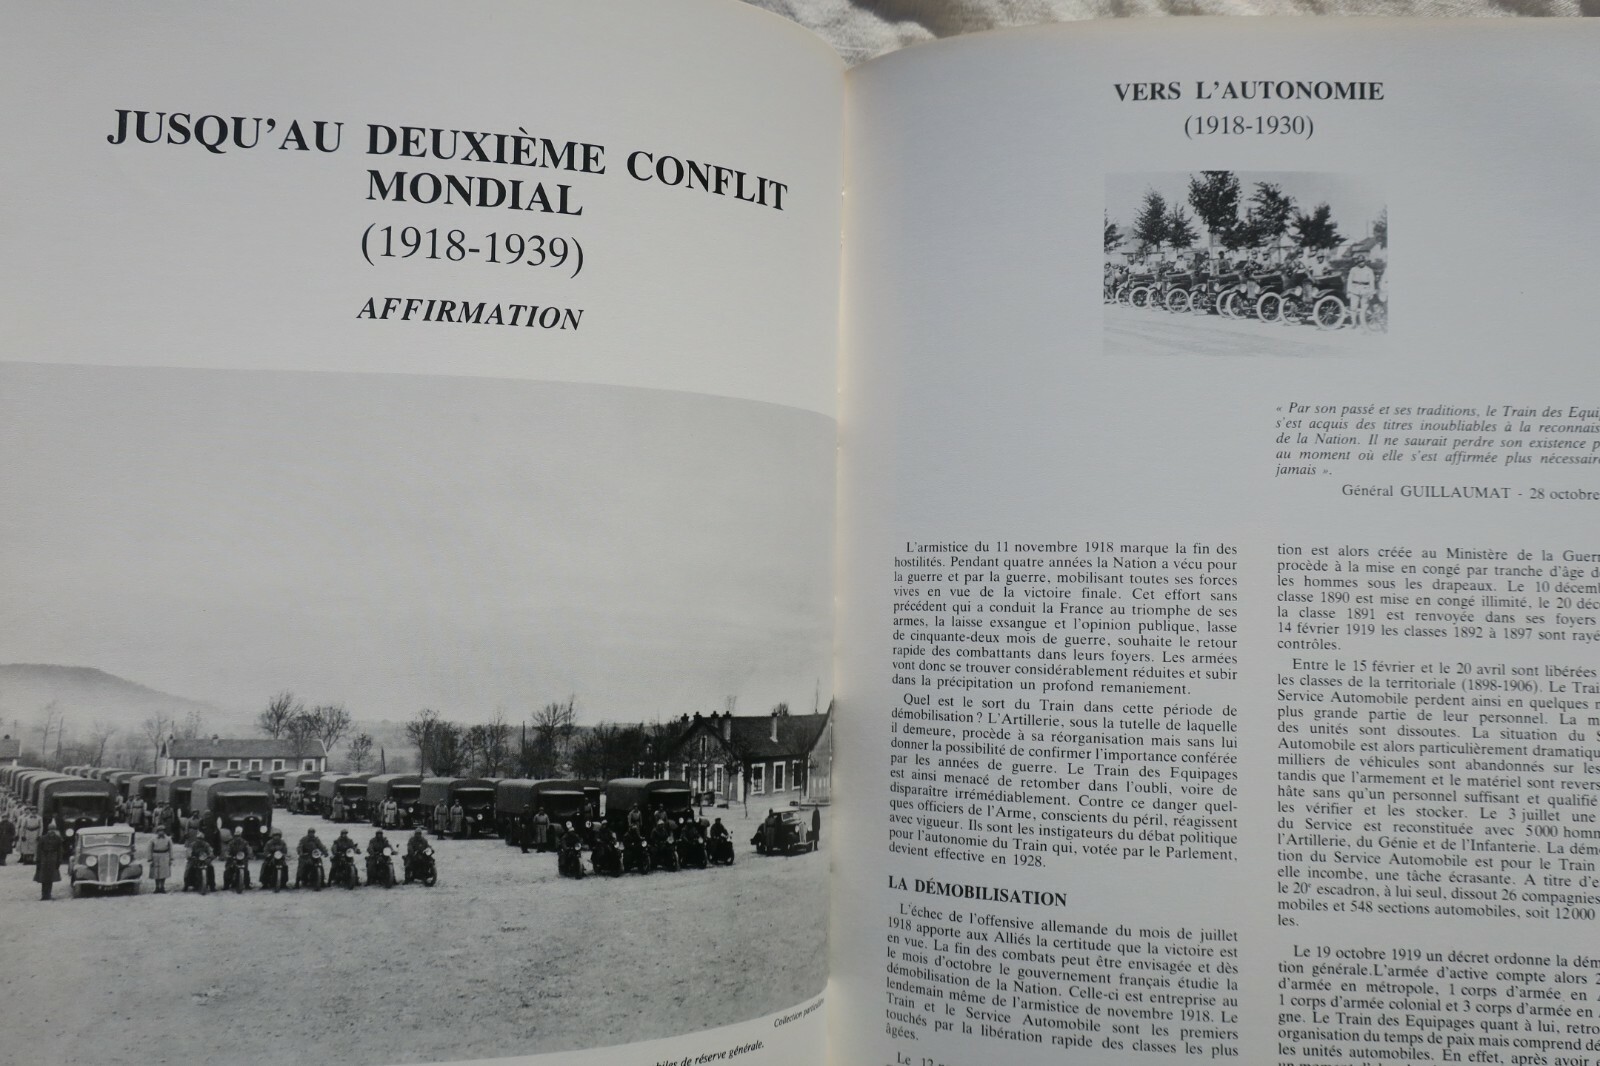 JUSQU'AU DEUXIÈME CONFLIT
MONDIAL
(1918-1939)
AFFIRMATION
Collection particulière
de réserve générale.
VERS L'AUTONOMIE
(1918-1930)
« Par son passé et ses traditions, le Train des
s'est acquis des titres inoubliables à la
de la Nation. Il ne saurait perdre son existence
au moment où elle s'est affirmée plus
jamais ».
Général GUILLAUMAT - 28 octobre
L'armistice du 11 novembre 1918 marque la fin des
hostilités. Pendant quatre années la Nation a vécu pour
la guerre et par la guerre, mobilisant toutes ses forces
vives en vue de la victoire finale. Cet effort sans
précédent qui a conduit la France au triomphe de ses
armes, la laisse exsangue et l'opinion publique, lasse
de cinquante-deux mois de guerre, souhaite le retour
rapide des combattants dans leurs foyers. Les armées
vont donc se trouver considérablement réduites et subir
dans la précipitation un profond remaniement.
Quel est le sort du Train dans cette période de
démobilisation ? L'Artillerie, sous la tutelle de laquelle
il demeure, procède à sa réorganisation mais sans lui
donner la possibilité de confirmer l'importance conférée
par les années de guerre. Le Train des Equipages
est ainsi menacé de retomber dans l'oubli, voire de
disparaître irrémédiablement. Contre ce danger quel-
ques officiers de l'Arme, conscients du péril, réagissent
avec vigueur. Ils sont les instigateurs du débat politique
pour l'autonomie du Train qui, votée par le Parlement,
devient effective en 1928.
LA DÉMOBILISATION
L'échec de l'offensive allemande du mois de juillet
1918 apporte aux Alliés la certitude que la victoire est
en vue. La fin des combats peut être envisagée et dès
le mois d'octobre le gouvernement français étudie la
démobilisation de la Nation. Celle-ci est entreprise au
lendemain même de l'armistice de novembre 1918. Le
Train et le Service Automobile sont les premiers
touchés par la libération rapide des classes les plus
âgées.
Le 12
tion est alors créée au Ministère de la
procède à la mise en congé par tranche d'âge
les hommes sous les drapeaux. Le 10
classe 1890 est mise en congé illimité, le 20
la classe 1891 est renvoyée dans ses foyers
14 février 1919 les classes 1892 à 1897 sont
contrôles.
Entre le 15 février et le 20 avril sont libérées
les classes de la territoriale (1898-1906). Le
Service Automobile perdent ainsi en quelques
plus grande partie de leur personnel. La
des unités sont dissoutes. La situation du
Automobile est alors particulièrement
milliers de véhicules sont abandonnés sur
tandis que l'armement et le matériel sont
hâte sans qu'un personnel suffisant et qualifié
les vérifier et les stocker. Le 3 juillet une
du Service est reconstituée avec 5 000
l'Artillerie, du Génie et de l'Infanterie. La
tion du Service Automobile est pour le Train
elle incombe, une tâche écrasante. A titre
le 20e escadron, à lui seul, dissout 26 compagnies
mobiles et 548 sections automobiles, soit 12 000
les.
Le 19 octobre 1919 un décret ordonne la
tion générale.L'armée d'active compte alors
d'armée en métropole, 1 corps d'armée en
1 corps d'armée colonial et 3 corps d'armée en
gne. Le Train des Equipages quant à lui,
organisation du temps de paix mais comprend
les unités automobiles. En effet, après avoir